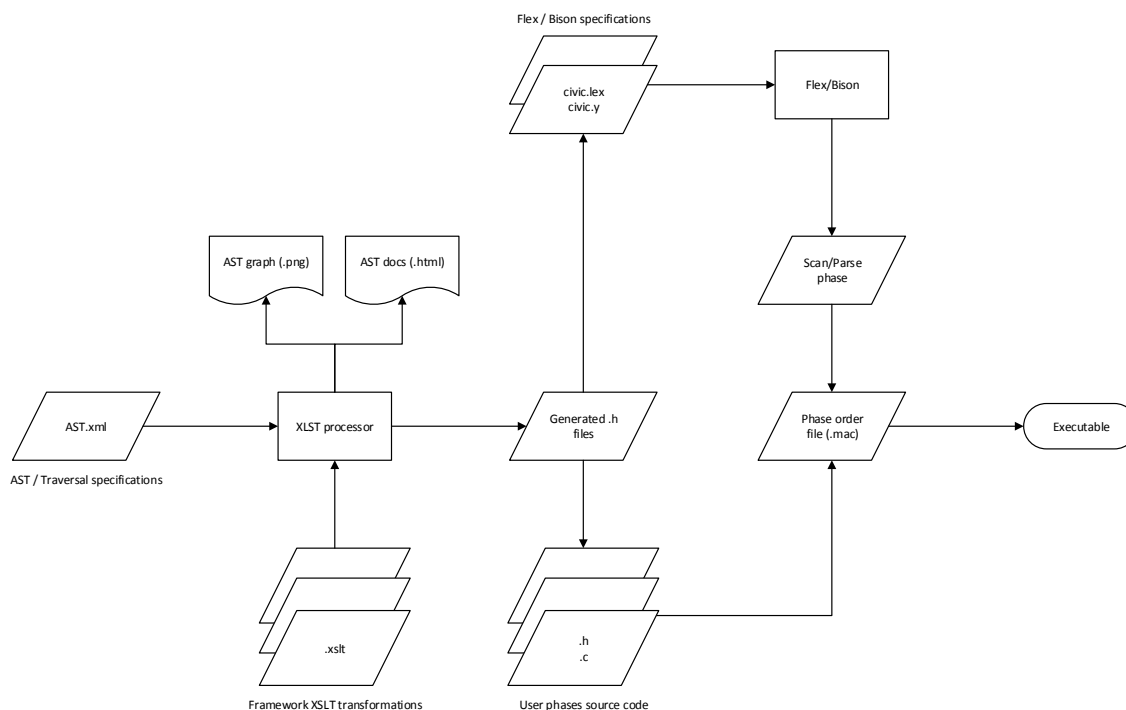 Flex / Bison specifications
civic.lex
civic.y
Flex/Bison
AST graph (.png)
AST docs (.html)
Scan/Parse
phase
AST.xml
XLST processor
Generated .h
files
Phase order
file (.mac)
Executable
AST / Traversal specifications
.xslt
.h
.c
Framework XSLT transformations
User phases source code